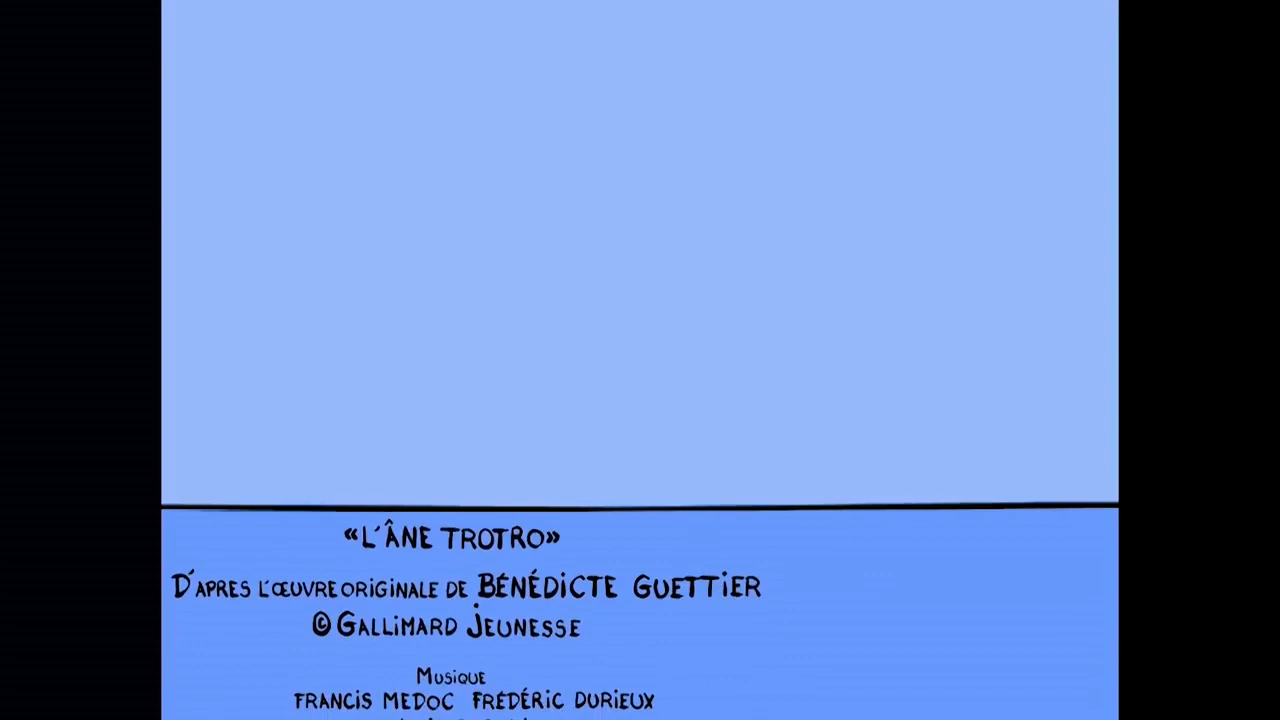 «L'ÂNE TROTRO»
D'APRES L'ŒUVRE ORIGINALE DE BÉNÉDICTE GUETTIER
© GALLIMARD JEUNESSE
MUSIQUE
FRANCIS MEDOC FRÉDÉRIC DURIEUX